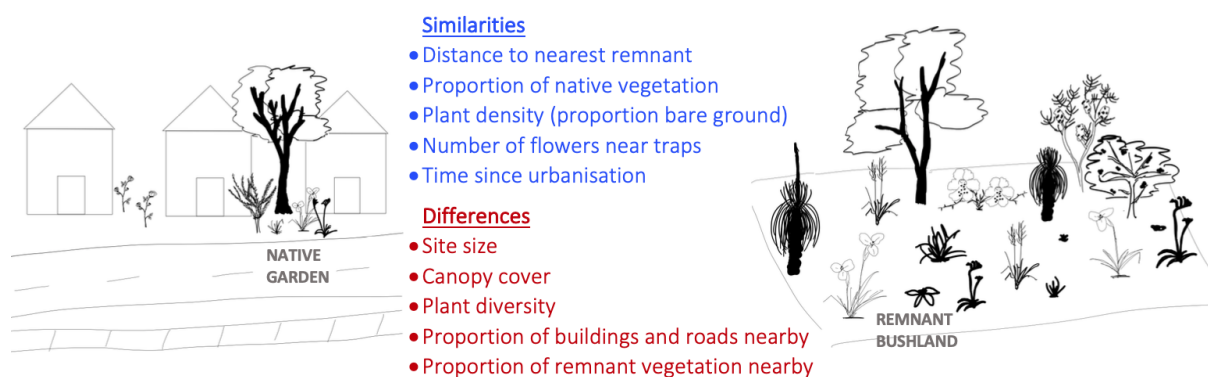 Similarities
• Distance to nearest remnant
• Proportion of native vegetation
• Plant density (proportion bare ground)
• Number of flowers near traps
• Time since urbanisation
Differences
• Site size
• Canopy cover
• Plant diversity
• Proportion of buildings and roads nearby
• Proportion of remnant vegetation nearby
NATIVE
GARDEN
REMNANT
BUSHLAND